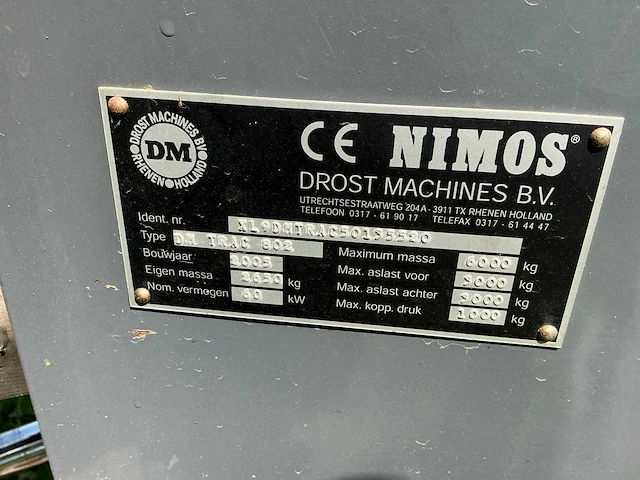 DROST MACHINES BV.
DM
RHENEN HOLLAND
CE NIMOS®
DROST MACHINES B.V.
UTRECHTSESTRAATWEG 204A - 3911 TX RHENEN HOLLAND
TELEFOON 0317 - 61 90 17 TELEFAX 0317 - 61 44 47
Ident. nr.
Type DM TRAC 802
Bouwjaar 2005
Eigen massa kg
Nom. vermogen 60 kW
Maximum massa 6000 kg
Max. aslast voor kg
Max. aslast achter 3000 kg
Max. kopp. druk 1000 kg